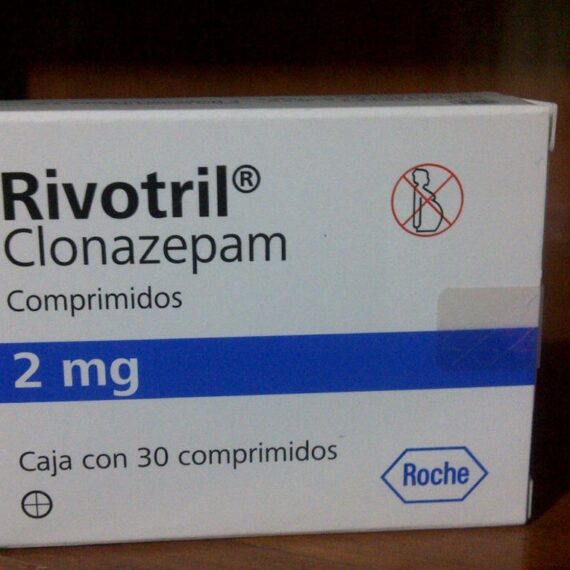 Rivotril®
Clonazepam
Comprimidos
2 mg
Caja con 30 comprimidos
Roche